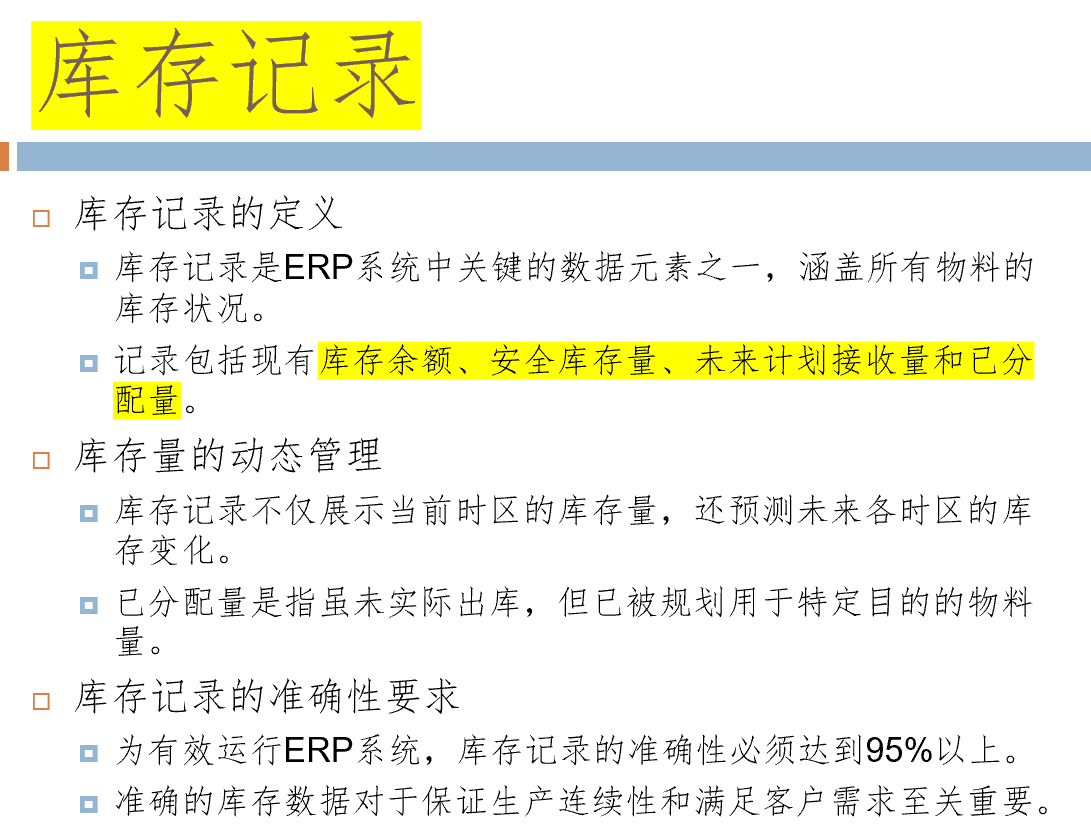 库存记录
库存记录的定义
库存记录是ERP系统中关键的数据元素之一，涵盖所有物料的
库存状况。
记录包括现有库存余额、安全库存量、未来计划接收量和已分
配量。
库存量的动态管理
库存记录不仅展示当前时区的库存量，还预测未来各时区的库
存变化。
已分配量是指虽未实际出库，但已被规划用于特定目的的物料
量。
库存记录的准确性要求
为有效运行ERP系统，库存记录的准确性必须达到95%以上。
准确的库存数据对于保证生产连续性和满足客户需求至关重要。